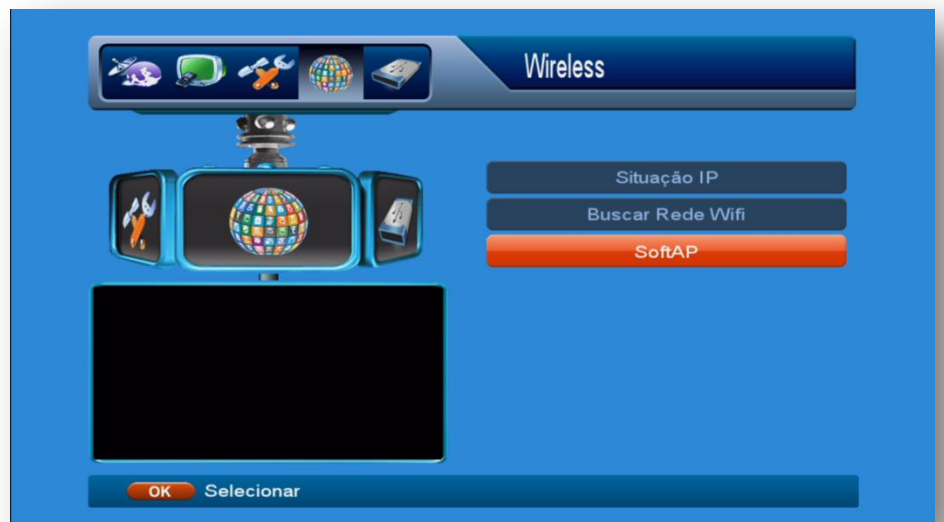 Wireless
Situação IP
Buscar Rede Wifi
SoftAP
OK Selecionar